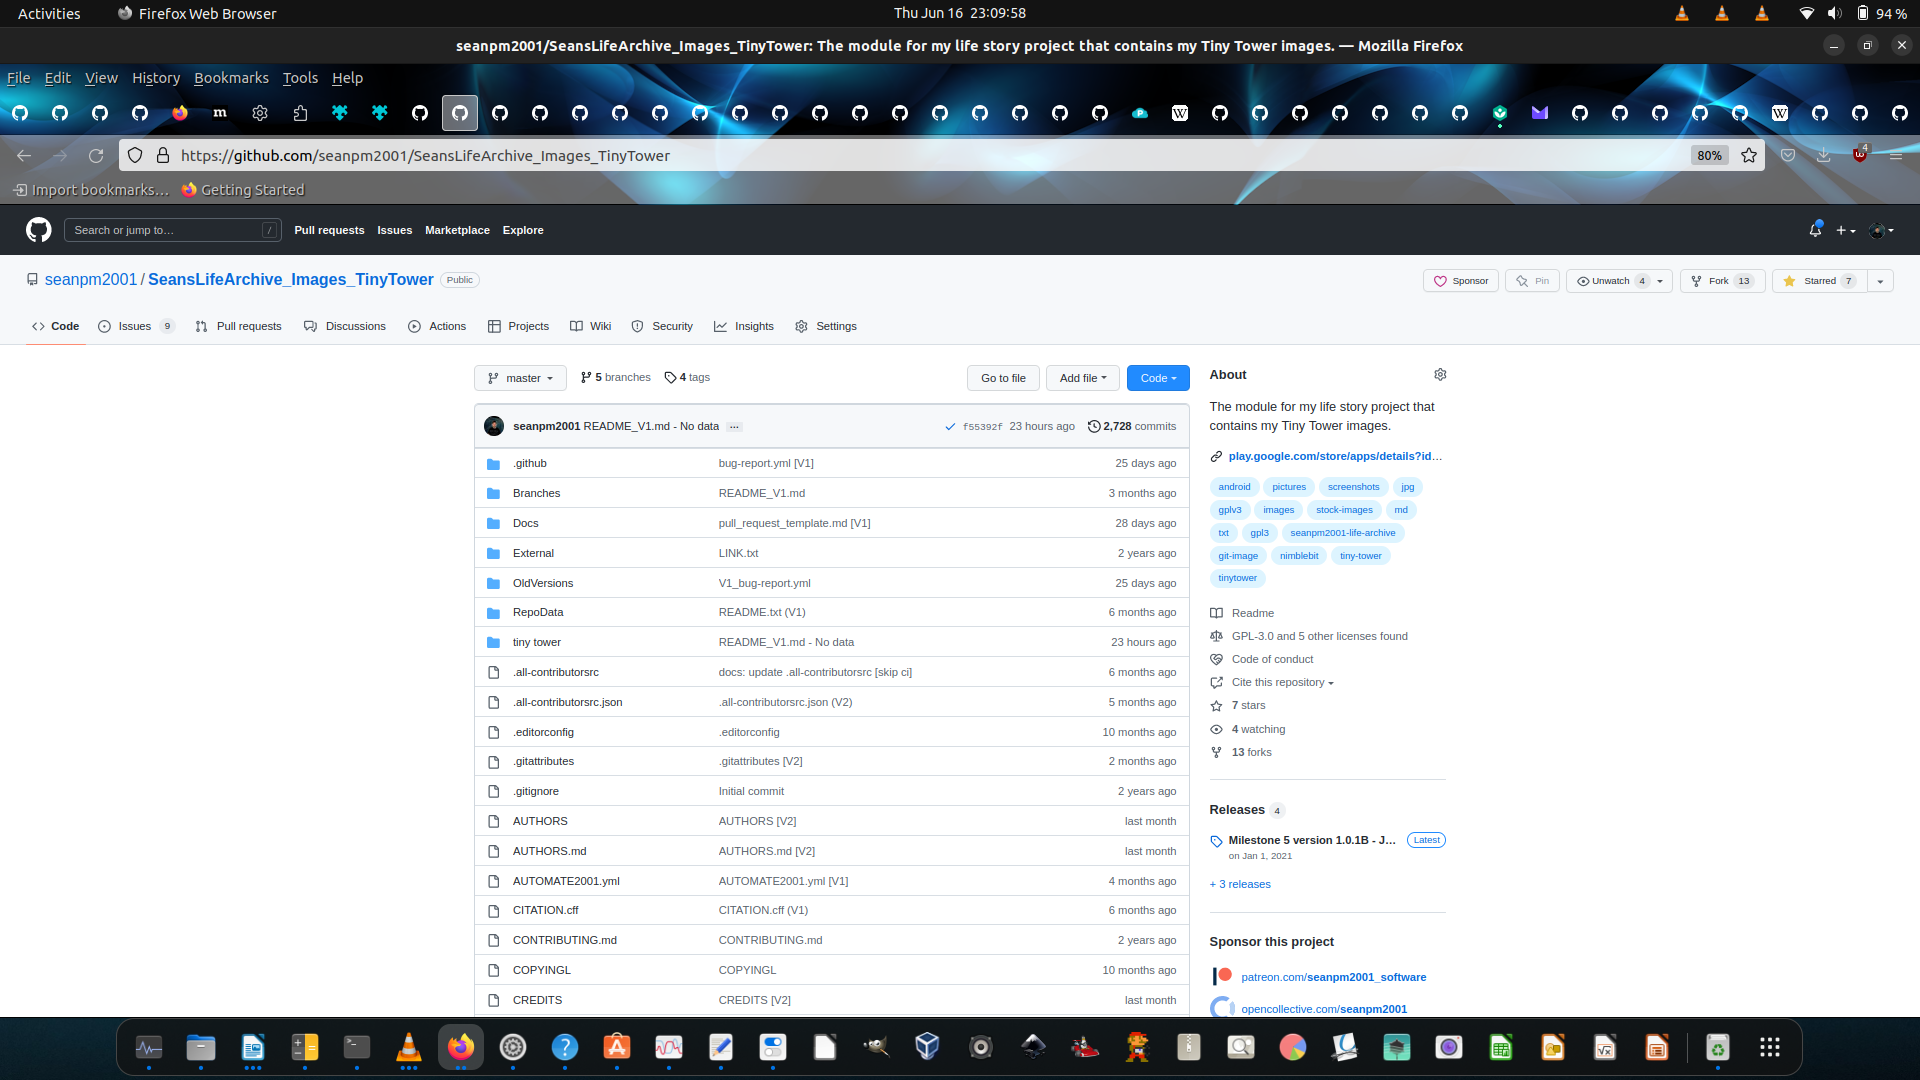 Activities Firefox Web Browser Thu Jun 16 23:09:58 94 %
seanpm2001/SeansLifeArchive_Images_TinyTower: The module for my life story project that contains my Tiny Tower images. — Mozilla Firefox
File Edit View History Bookmarks Tools Help
https://github.com/seanpm2001/SeansLifeArchive_Images_TinyTower 80% 4
Import bookmarks… Getting Started
Search or jump to… / Pull requests Issues Marketplace Explore
seanpm2001 / SeansLifeArchive_Images_TinyTower Public Sponsor Pin Unwatch 4 Fork 13 Starred 7
Code Issues 9 Pull requests Discussions Actions Projects Wiki Security Insights Settings
master 5 branches 4 tags Go to file Add file Code
seanpm2001 README_V1.md - No data … f55392f 23 hours ago 2,728 commits
.github bug-report.yml [V1] 25 days ago
Branches README_V1.md 3 months ago
Docs pull_request_template.md [V1] 28 days ago
External LINK.txt 2 years ago
OldVersions V1_bug-report.yml 25 days ago
RepoData README.txt (V1) 6 months ago
tiny tower README_V1.md - No data 23 hours ago
.all-contributorsrc docs: update .all-contributorsrc [skip ci] 6 months ago
.all-contributorsrc.json .all-contributorsrc.json (V2) 5 months ago
.editorconfig .editorconfig 10 months ago
.gitattributes .gitattributes [V2] 2 months ago
.gitignore Initial commit 2 years ago
AUTHORS AUTHORS [V2] last month
AUTHORS.md AUTHORS.md [V2] last month
AUTOMATE2001.yml AUTOMATE2001.yml [V1] 4 months ago
CITATION.cff CITATION.cff (V1) 6 months ago
CONTRIBUTING.md CONTRIBUTING.md 2 years ago
COPYINGL COPYINGL 10 months ago
CREDITS CREDITS [V2] last month
About
The module for my life story project that
contains my Tiny Tower images.
play.google.com/store/apps/details?id…
android pictures screenshots jpg
gplv3 images stock-images md
txt gpl3 seanpm2001-life-archive
git-image nimblebit tiny-tower
tinytower
Readme
GPL-3.0 and 5 other licenses found
Code of conduct
Cite this repository
7 stars
4 watching
13 forks
Releases 4
Milestone 5 version 1.0.1B - J… Latest
on Jan 1, 2021
+ 3 releases
Sponsor this project
patreon.com/seanpm2001_software
opencollective.com/seanpm2001